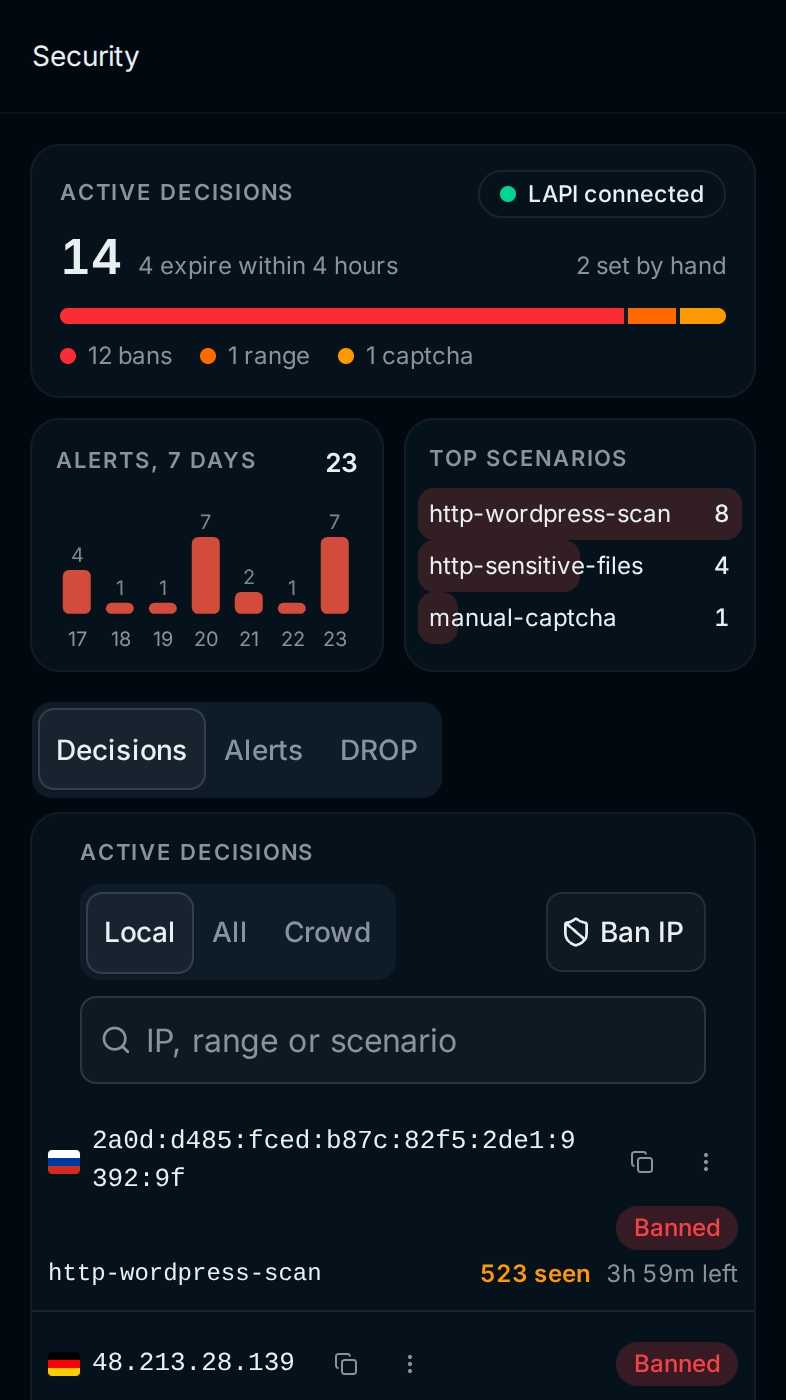 Security
ACTIVE DECISIONS
LAPI connected
14 4 expire within 4 hours 2 set by hand
12 bans 1 range 1 captcha
ALERTS, 7 DAYS 23
4 1 1 7 2 1 7
17 18 19 20 21 22 23
TOP SCENARIOS
http-wordpress-scan 8
http-sensitive-files 4
manual-captcha 1
Decisions Alerts DROP
ACTIVE DECISIONS
Local All Crowd Ban IP
IP, range or scenario
2a0d:d485:fced:b87c:82f5:2de1:9
392:9f
Banned
http-wordpress-scan 523 seen 3h 59m left
48.213.28.139 Banned